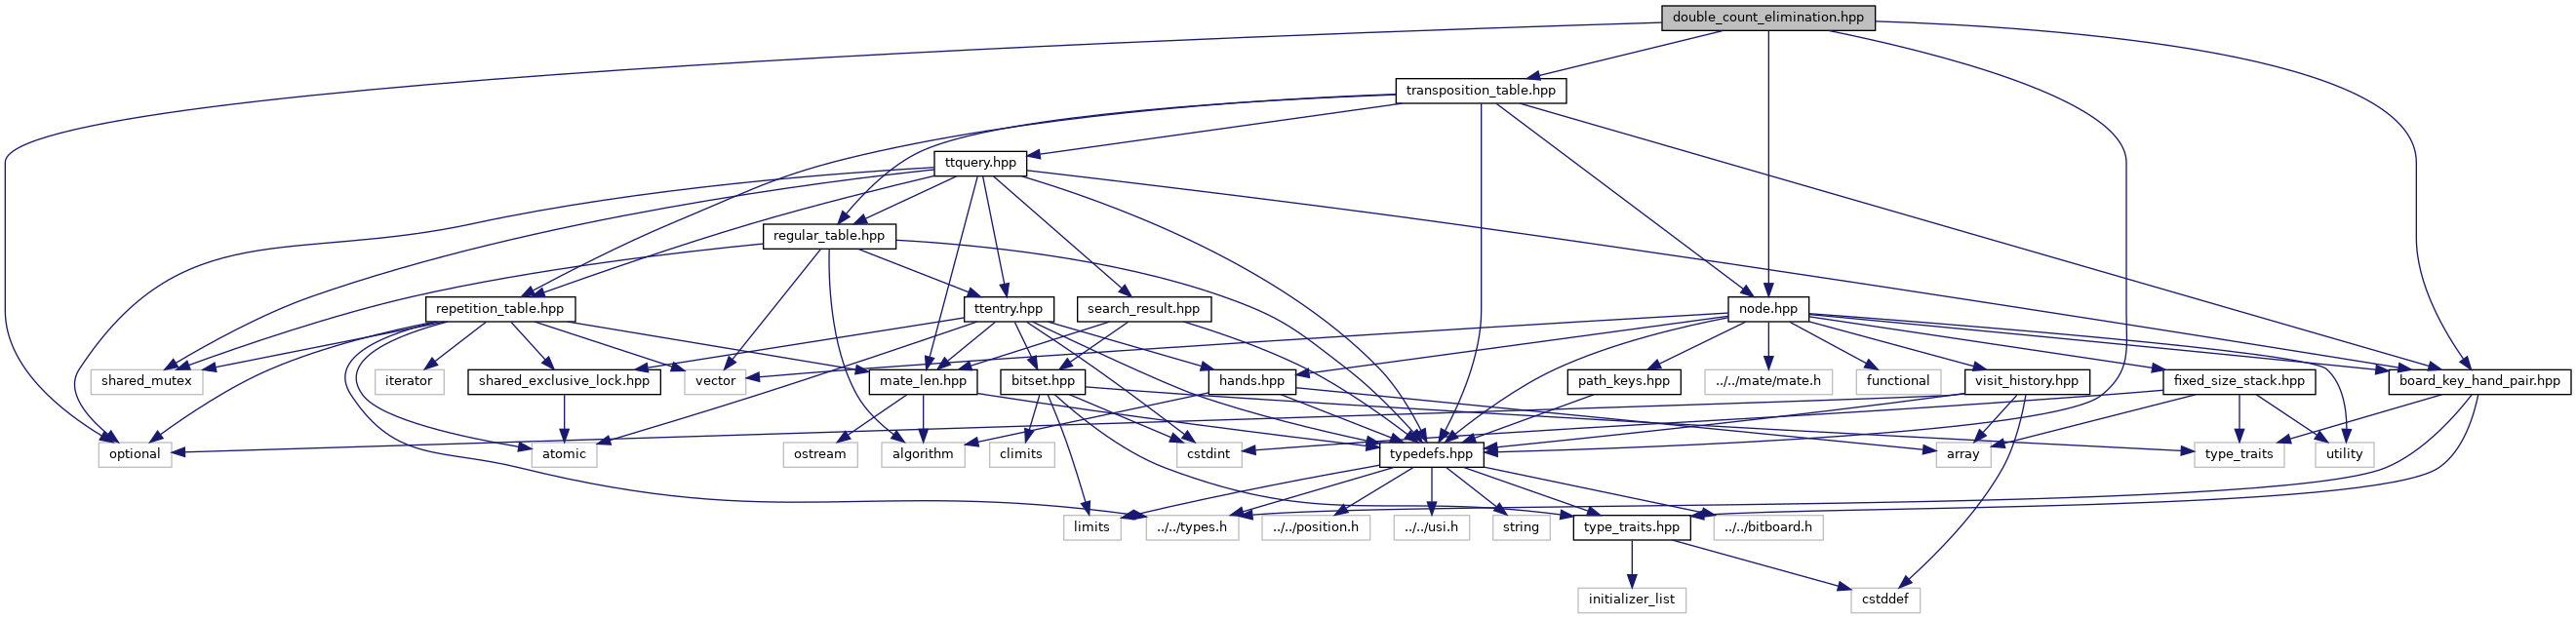 double_count_elimination.hpp
transposition_table.hpp
ttquery.hpp
regular_table.hpp
repetition_table.hpp
ttentry.hpp
search_result.hpp
node.hpp
shared_mutex
iterator
shared_exclusive_lock.hpp
vector
mate_len.hpp
bitset.hpp
hands.hpp
path_keys.hpp
../../mate/mate.h
functional
visit_history.hpp
fixed_size_stack.hpp
board_key_hand_pair.hpp
optional
atomic
ostream
algorithm
climits
cstdint
typedefs.hpp
array
type_traits
utility
limits
../../types.h
../../position.h
../../usi.h
string
type_traits.hpp
../../bitboard.h
initializer_list
cstddef